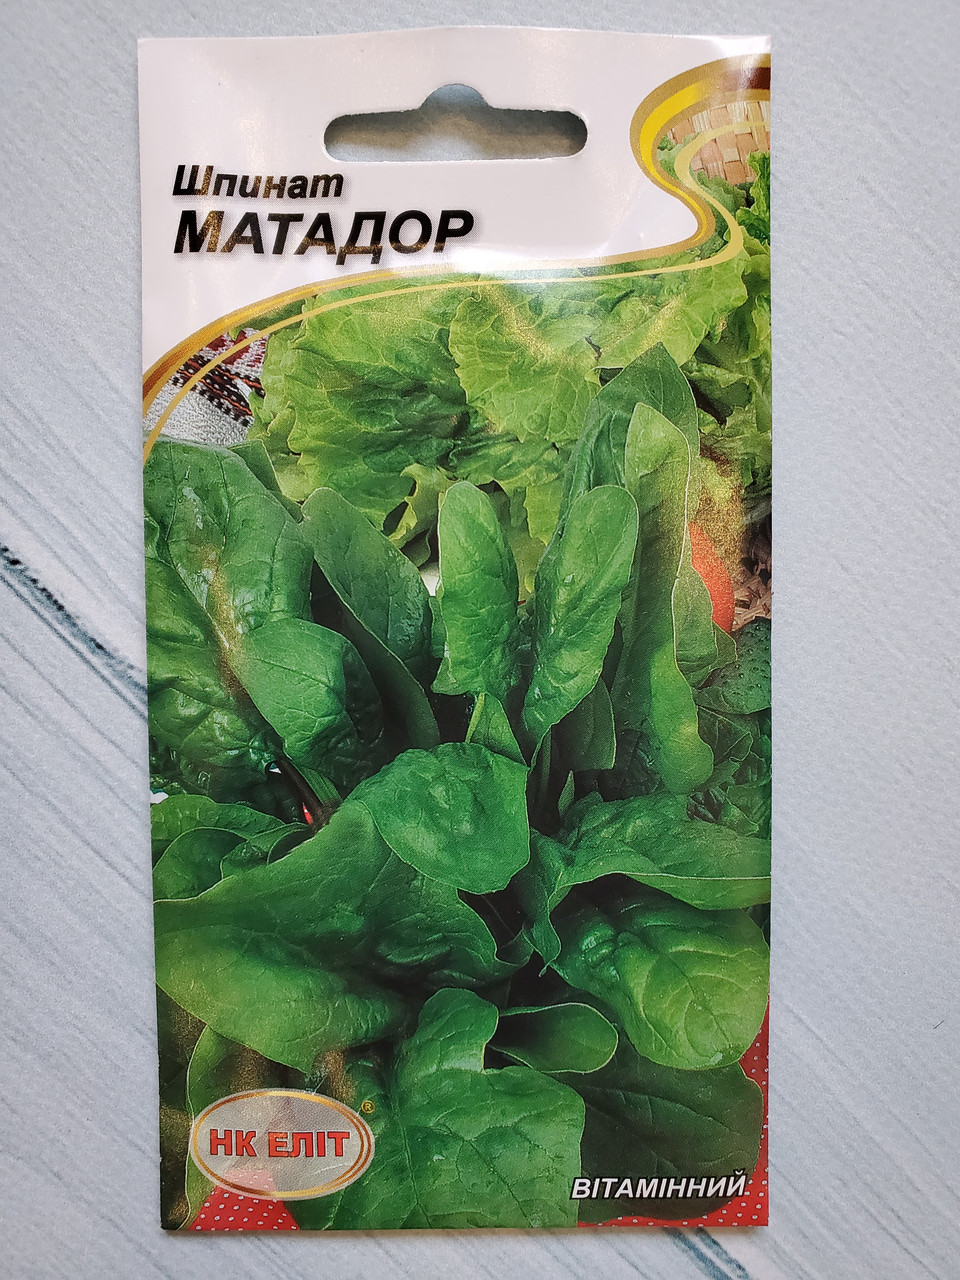 Шпинат
МАТАДОР
НК ЕЛІТ
®
ВІТАМІННИЙ